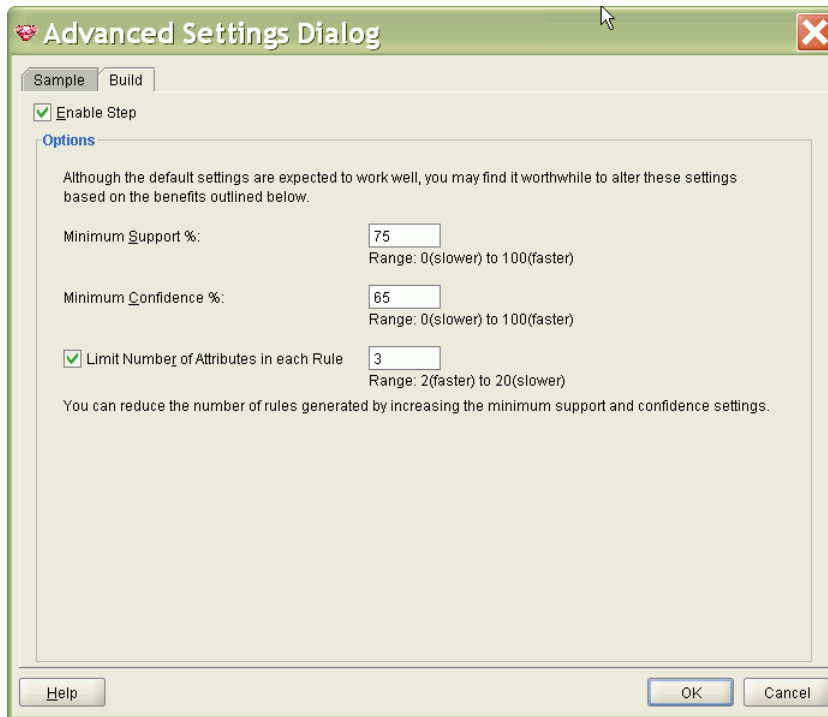 Advanced Settings Dialog
Sample Build
Enable Step
Options
Although the default settings are expected to work well, you may find it worthwhile to alter these settings
based on the benefits outlined below.
Minimum Support %: 75
Range: 0(slower) to 100(faster)
Minimum Confidence %: 65
Range: 0(slower) to 100(faster)
Limit Number of Attributes in each Rule 3
Range: 2(faster) to 20(slower)
You can reduce the number of rules generated by increasing the minimum support and confidence settings.
Help OK Cancel